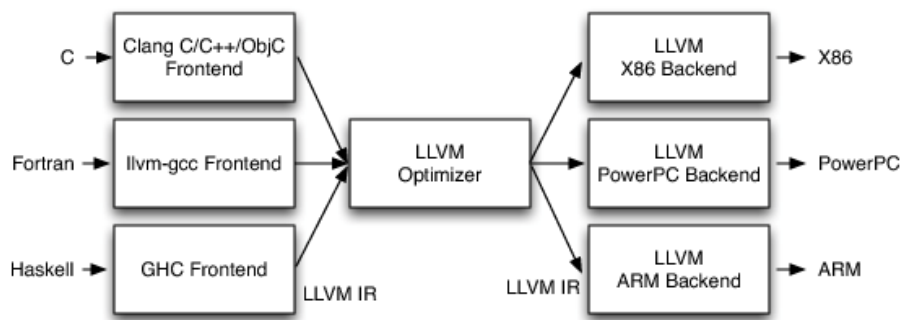 C
Clang C/C++/ObjC
Frontend
LLVM
X86 Backend
X86
Fortran
llvm-gcc Frontend
LLVM
Optimizer
LLVM
PowerPC Backend
PowerPC
Haskell
GHC Frontend
LLVM IR
LLVM IR
LLVM
ARM Backend
ARM